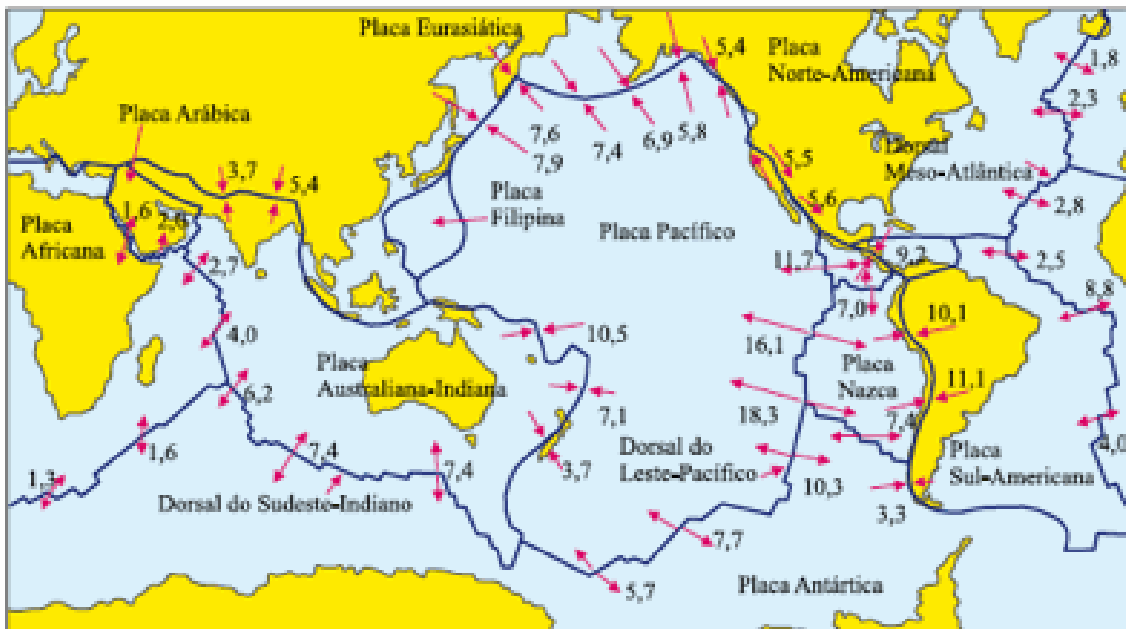 Placa Eurasiática
5,4
Placa
Norte-Americana
1,8
2,3
Placa Arábica
7,6
7,9
7,4
6,9
5,8
3,7
5,4
5,5
5,6
Meso-Atlântica
2,8
Placa
Filipina
Placa Pacífico
1,6
Placa
Africana
2,7
11,7
9,2
2,5
8,8
7,0
4,0
10,5
10,1
16,1
Placa
Australiana-Indiana
Placa
Nazca
6,2
7,1
18,3
11,1
7,4
1,6
7,4
7,4
3,7
Dorsal do
Leste-Pacífico
10,3
Placa
Sul-Americana
4,0
1,3
Dorsal do Sudeste-Indiano
3,3
7,7
5,7
Placa Antártica